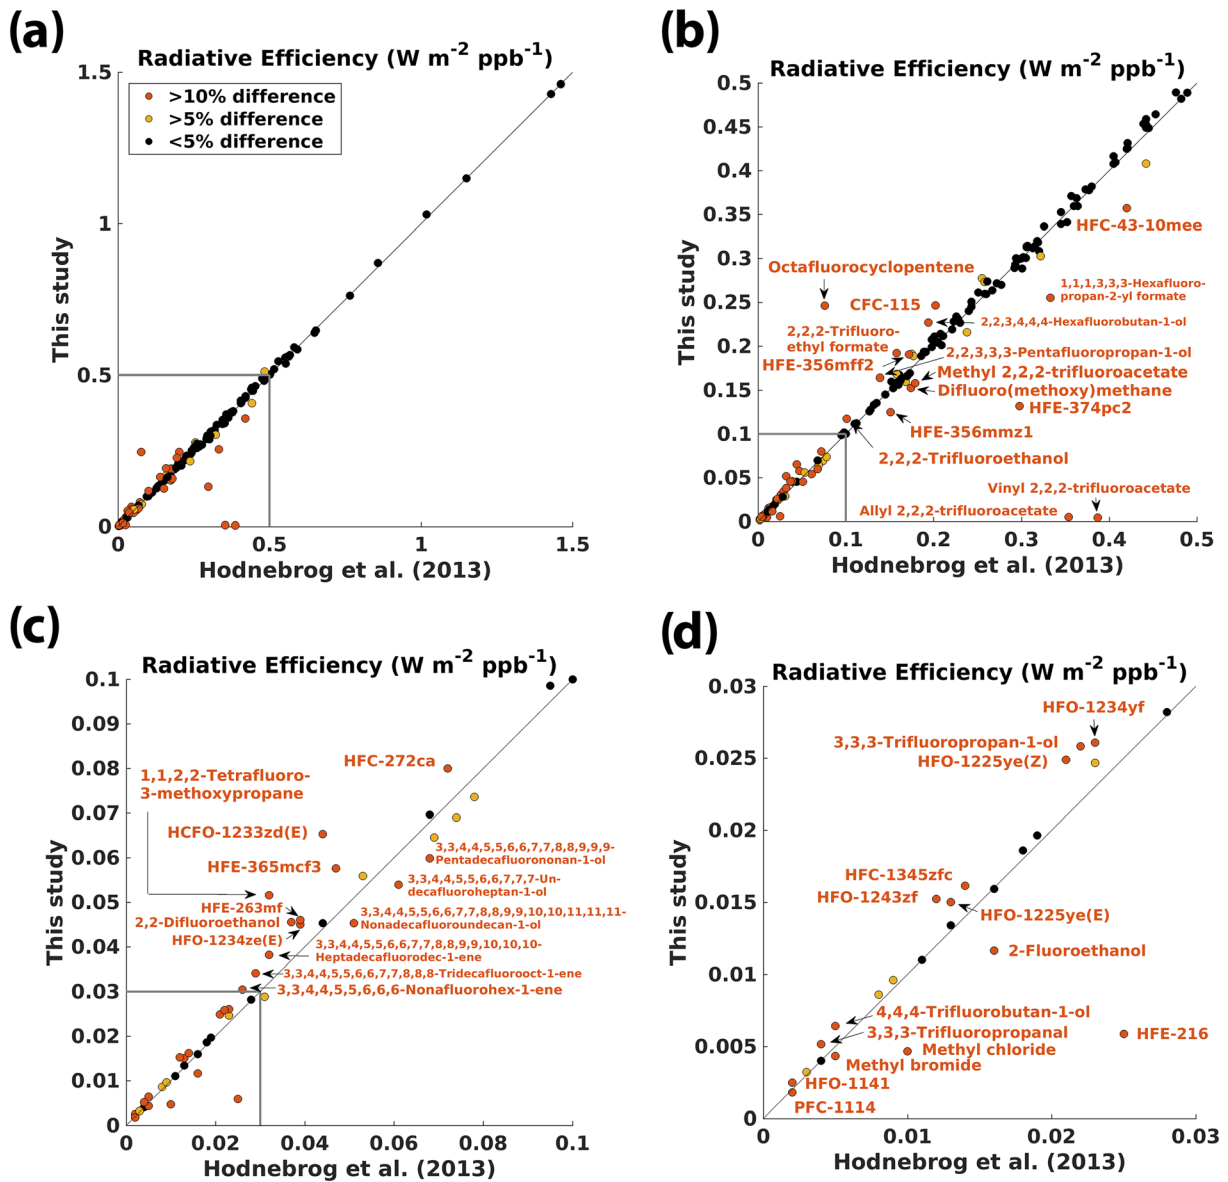 (a)
Radiative Efficiency (W m-2 ppb-1)
1.5
>10% difference
>5% difference
<5% difference
1
This study
0.5
0
0
0.5
1
1.5
Hodnebrog et al. (2013)
(b)
Radiative Efficiency (W m-2 ppb-1)
0.5
0.45
0.4
0.35
HFC-43-10mee
0.3
This study
Octafluorocyclopentene
0.25
CFC-115
1,1,1,3,3,3-Hexafluoro-
propan-2-yl formate
2,2,3,4,4,4-Hexafluorobutan-1-ol
2,2,2-Trifluoro-
ethyl formate
0.2
HFE-356mff2
2,2,3,3,3-Pentafluoropropan-1-ol
Methyl 2,2,2-trifluoroacetate
Difluoro(methoxy)methane
0.15
HFE-374pc2
HFE-356mmz1
0.1
2,2,2-Trifluoroethanol
0.05
Vinyl 2,2,2-trifluoroacetate
Allyl 2,2,2-trifluoroacetate
0
0
0.1
0.2
0.3
0.4
0.5
Hodnebrog et al. (2013)
(c)
Radiative Efficiency (W m-2 ppb-1)
0.1
0.09
0.08
HFC-272ca
1,1,2,2-Tetrafluoro-
3-methoxypropane
0.07
HCFO-1233zd(E)
0.06
3,3,4,4,5,5,6,6,7,7,8,8,9,9,9-
Pentadecafluorononan-1-ol
HFE-365mcf3
3,3,4,4,5,5,6,6,7,7,7-Un-
decafluoroheptan-1-ol
0.05
This study
HFE-263mf
2,2-Difluoroethanol
3,3,4,4,5,5,6,6,7,7,8,8,9,9,10,10,11,11,11-
Nonadecafluoroundecan-1-ol
HFO-1234ze(E)
0.04
3,3,4,4,5,5,6,6,7,7,8,8,9,9,10,10,10-
Heptadecafluorodec-1-ene
3,3,4,4,5,5,6,6,7,7,8,8,8-Tridecafluorooct-1-ene
0.03
3,3,4,4,5,5,6,6,6-Nonafluorohex-1-ene
0.02
0.01
0
0
0.02
0.04
0.06
0.08
0.1
Hodnebrog et al. (2013)
(d)
Radiative Efficiency (W m-2 ppb-1)
0.03
HFO-1234yf
3,3,3-Trifluoropropan-1-ol
HFO-1225ye(Z)
0.025
0.02
This study
HFC-1345zfc
HFO-1243zf
0.015
HFO-1225ye(E)
2-Fluoroethanol
0.01
4,4,4-Trifluorobutan-1-ol
3,3,3-Trifluoropropanal
HFE-216
0.005
Methyl chloride
Methyl bromide
HFO-1141
PFC-1114
0
0
0.01
0.02
0.03
Hodnebrog et al. (2013)